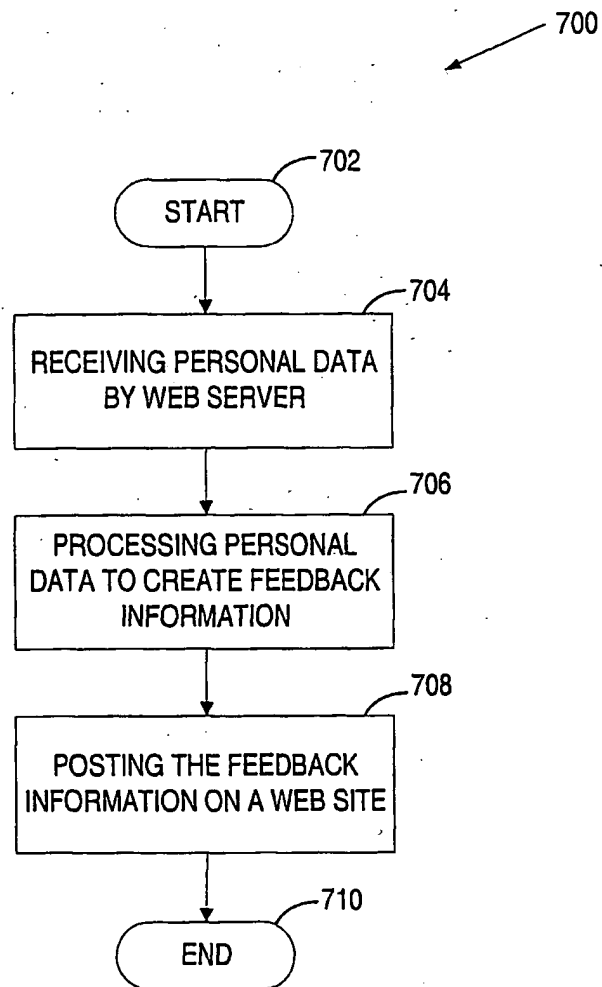 700
702
START
704
RECEIVING PERSONAL DATA
BY WEB SERVER
706
PROCESSING PERSONAL
DATA TO CREATE FEEDBACK
INFORMATION
708
POSTING THE FEEDBACK
INFORMATION ON A WEB SITE
710
END